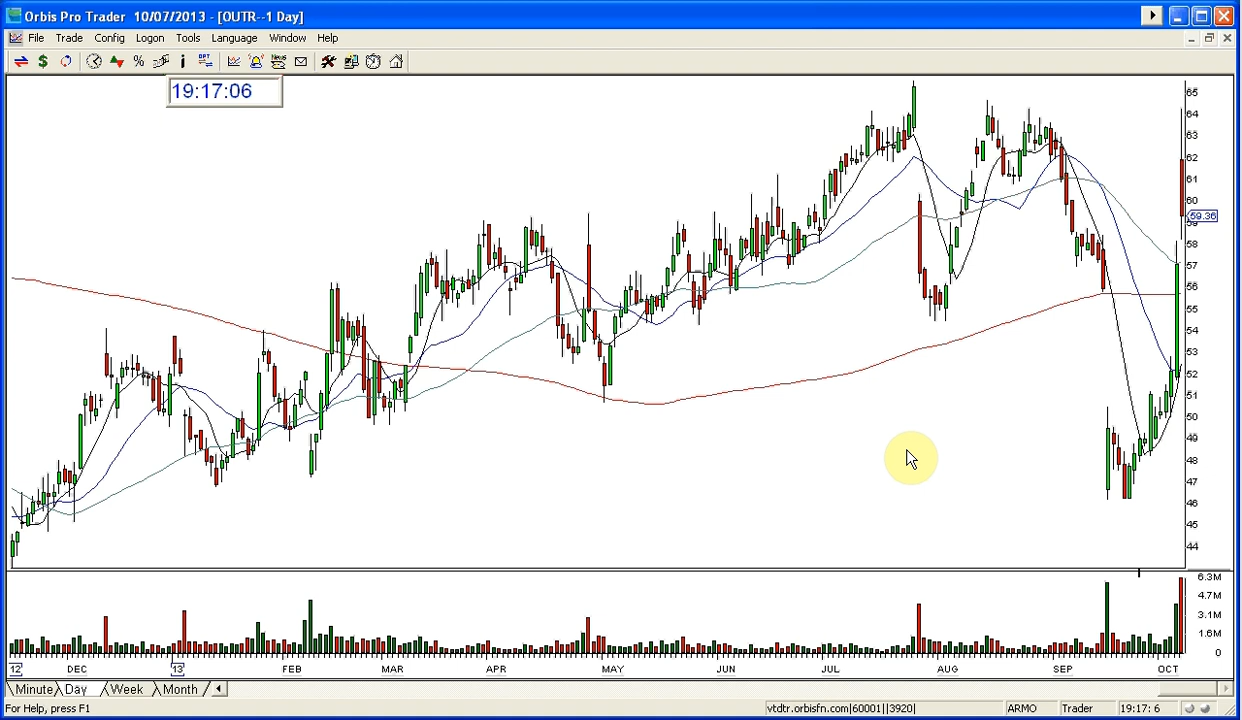 Orbis Pro Trader 10/07/2013 - [OUTR--1 Day]
File Trade Config Logon Tools Language Window Help
$ % i OPT News
19:17:06
65
64
63
62
61
60
59.36
59
58
57
56
55
54
53
52
51
50
49
48
47
46
45
44
6.3M
4.7M
3.1M
1.6M
0
12 DEC '13 FEB MAR APR MAY JUN JUL AUG SEP OCT
Minute Day Week Month
For Help, press F1 vtdtr.orbisfn.com|60001||3920| ARMO Trader 19:17: 6